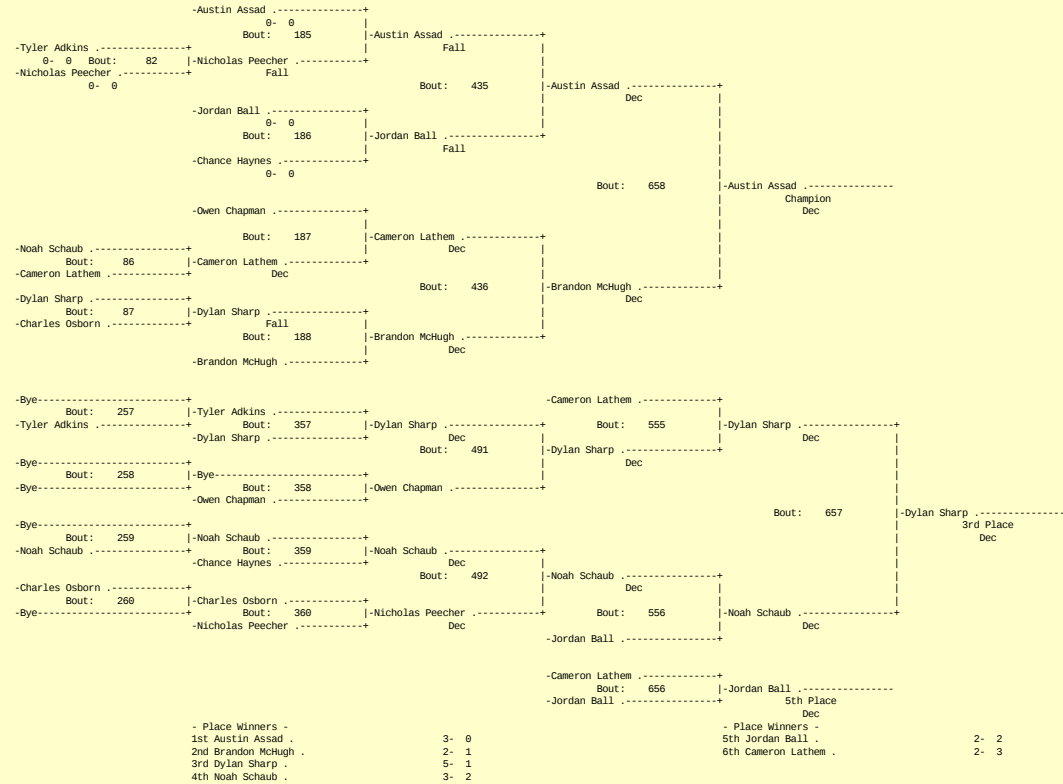 -Austin Assad .--------------+
0- 0 |
Bout: 185 |-Austin Assad .--------------+
-Tyler Adkins .--------------+ | Fall |
0- 0 Bout: 82 |-Nicholas Peecher .-----------+ |
-Nicholas Peecher .-----------+ Fall |
0- 0 Bout: 435 |-Austin Assad .--------------+
| Dec |
-Jordan Ball .---------------+ | |
0- 0 | | |
Bout: 186 |-Jordan Ball .---------------+ |
| Fall |
-Chance Haynes .-------------+ |
0- 0 |
Bout: 658 |-Austin Assad .--------------
| Champion
-Owen Chapman .--------------+ | Dec
| |
Bout: 187 |-Cameron Lathem .------------+ |
-Noah Schaub .---------------+ | Dec | |
Bout: 86 |-Cameron Lathem .------------+ | |
-Cameron Lathem .------------+ Dec | |
Bout: 436 |-Brandon McHugh .------------+
-Dylan Sharp .---------------+ | Dec
Bout: 87 |-Dylan Sharp .---------------+ |
-Charles Osborn .------------+ Fall | |
Bout: 188 |-Brandon McHugh .------------+
| Dec
-Brandon McHugh .------------+
-Bye------------------------+ -Cameron Lathem .------------+
Bout: 257 |-Tyler Adkins .--------------+ |
-Tyler Adkins .--------------+ Bout: 357 |-Dylan Sharp .---------------+ Bout: 555 |-Dylan Sharp .---------------+
-Dylan Sharp .---------------+ Dec | | Dec |
Bout: 491 |-Dylan Sharp .---------------+ |
-Bye------------------------+ | Dec |
Bout: 258 |-Bye------------------------+ | |
-Bye------------------------+ Bout: 358 |-Owen Chapman .--------------+ |
-Owen Chapman .--------------+ |
Bout: 657 |-Dylan Sharp .---------------
-Bye------------------------+ | 3rd Place
Bout: 259 |-Noah Schaub .---------------+ | Dec
-Noah Schaub .---------------+ Bout: 359 |-Noah Schaub .---------------+ |
-Chance Haynes .-------------+ Dec | |
Bout: 492 |-Noah Schaub .---------------+ |
-Charles Osborn .------------+ | Dec | |
Bout: 260 |-Charles Osborn .------------+ | | |
-Bye------------------------+ Bout: 360 |-Nicholas Peecher .-----------+ Bout: 556 |-Noah Schaub .---------------+
-Nicholas Peecher .-----------+ Dec | Dec
-Jordan Ball .---------------+
-Cameron Lathem .------------+
Bout: 656 |-Jordan Ball .---------------
-Jordan Ball .---------------+ 5th Place
Dec
- Place Winners - - Place Winners -
1st Austin Assad . 3- 0 5th Jordan Ball . 2- 2
2nd Brandon McHugh . 2- 1 6th Cameron Lathem . 2- 3
3rd Dylan Sharp . 5- 1
4th Noah Schaub . 3- 2